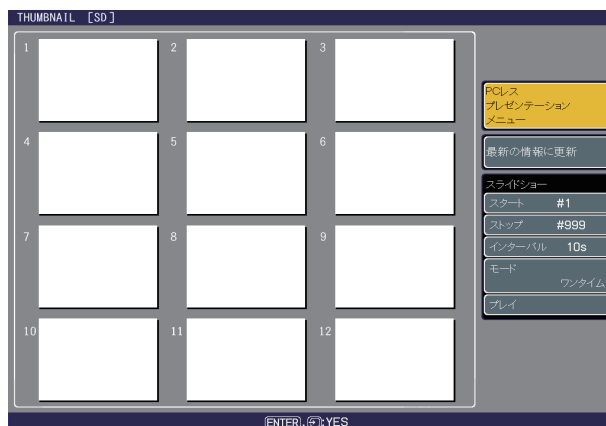 THUMBNAIL [SD]
1
2
3
4
5
6
7
8
9
10
11
12
PCレス
プレゼンテーション
メニュー
最新の情報に更新
スライドショー
スタート #1
ストップ #999
インターバル 10s
モード
ワンタイム
プレイ
[ENTER],[]:YES